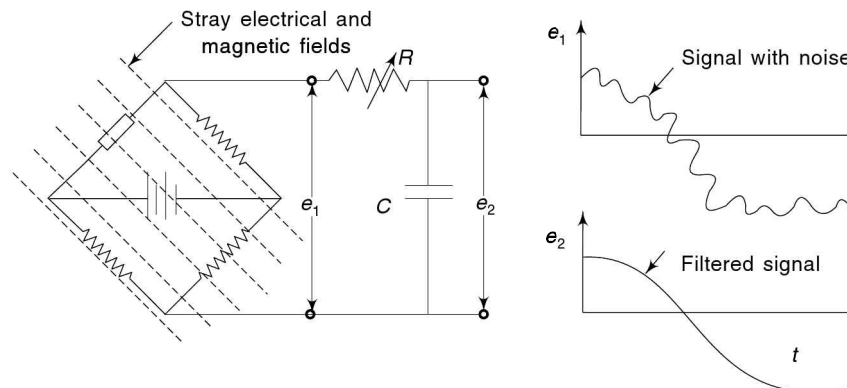 Stray electrical and
magnetic fields
R
e1
C
e2
e1
Signal with noise
e2
Filtered signal
t